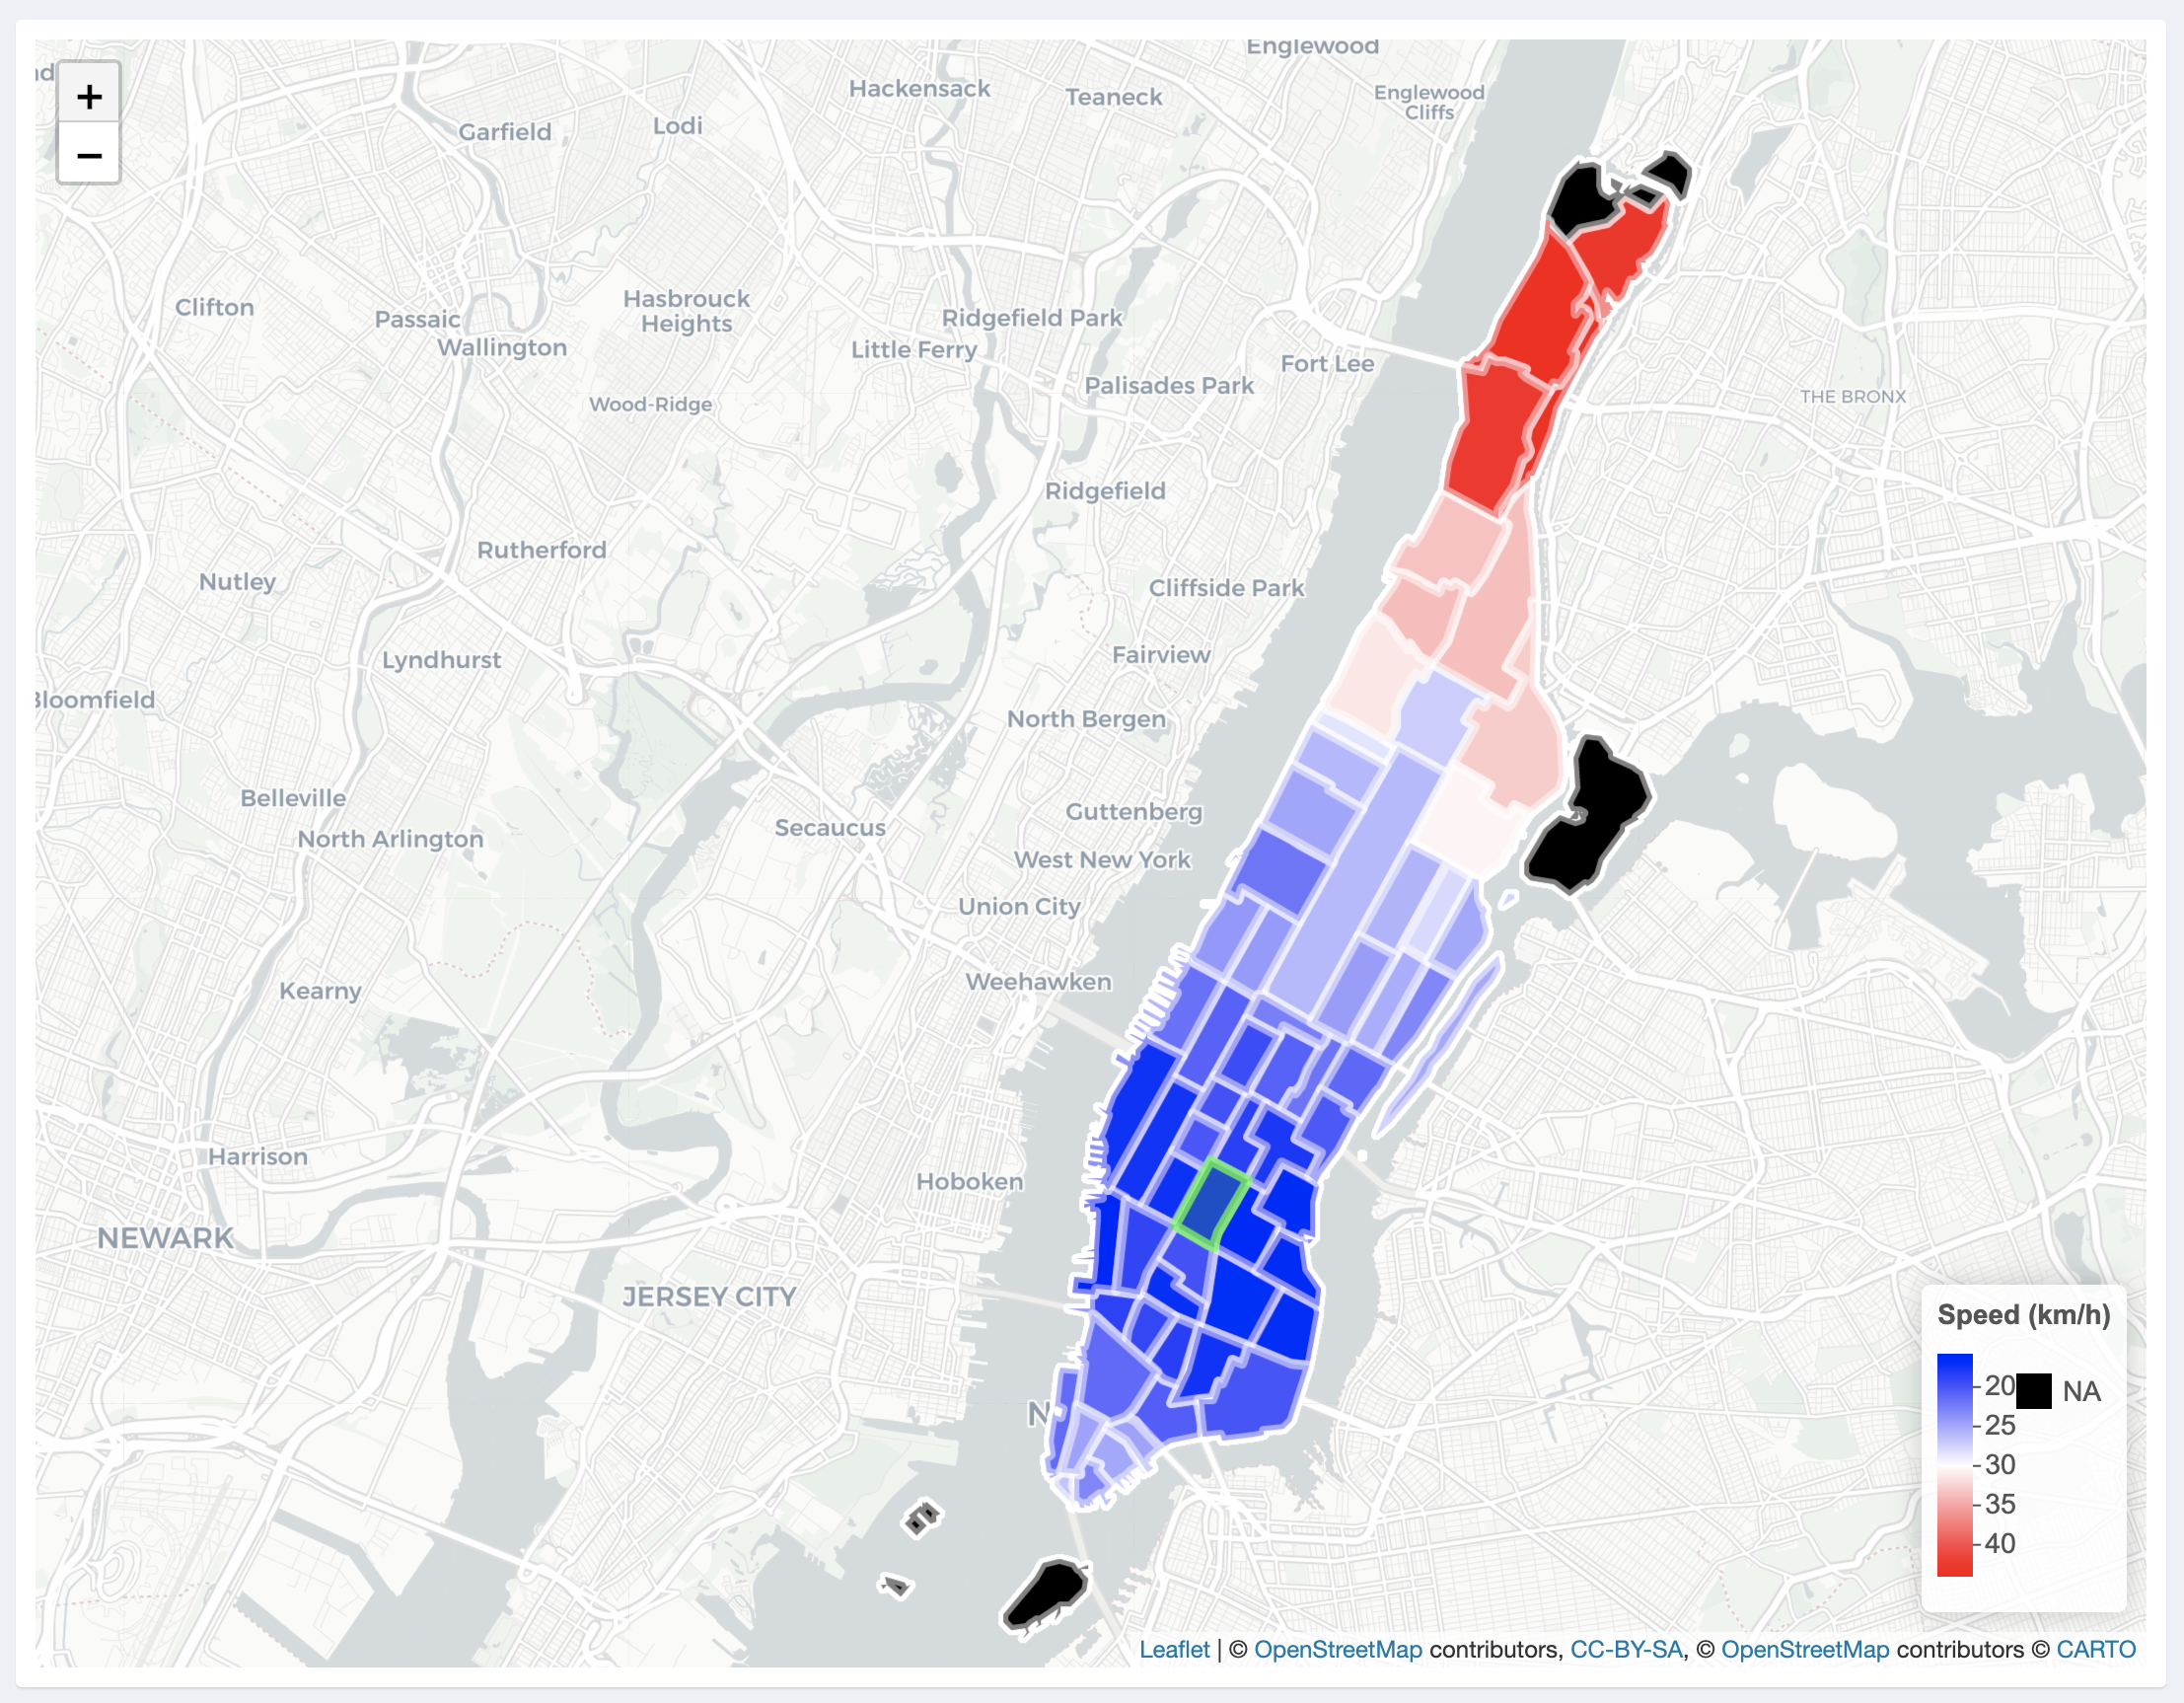 Englewood
Hackensack
Teaneck
Englewood
Cliffs
+
−
Garfield
Lodi
Clifton
Passaic
Hasbrouck
Heights
Ridgefield Park
Wallington
Little Ferry
Fort Lee
Palisades Park
THE BRONX
Wood-Ridge
Ridgefield
Rutherford
Nutley
Cliffside Park
Lyndhurst
Fairview
Bloomfield
North Bergen
Belleville
Guttenberg
North Arlington
Secaucus
West New York
Union City
Kearny
Weehawken
Harrison
Hoboken
NEWARK
JERSEY CITY
N
Speed (km/h)
20
NA
25
30
35
40
Leaflet | © OpenStreetMap contributors, CC-BY-SA, © OpenStreetMap contributors © CARTO